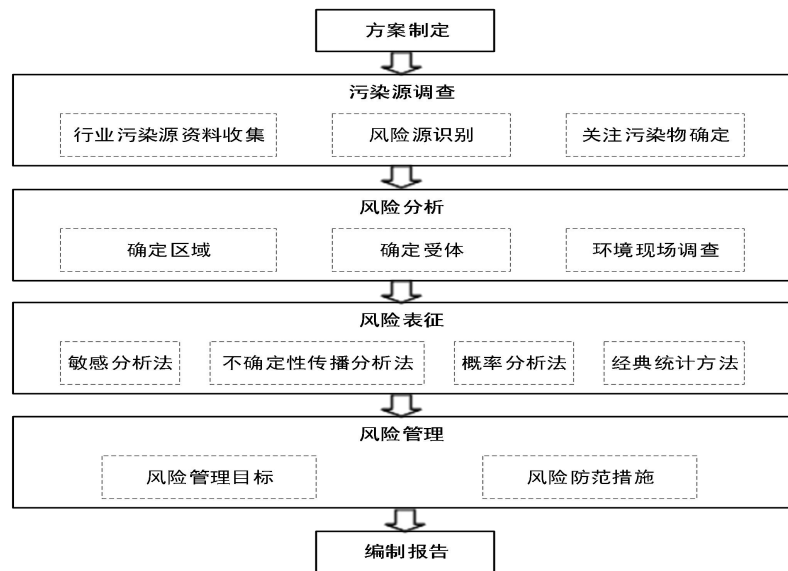 方案制定
污染源调查
行业污染源资料收集 风险源识别 关注污染物确定
风险分析
确定区域 确定受体 环境现场调查
风险表征
敏感分析法 不确定性传播分析法 概率分析法 经典统计方法
风险管理
风险管理目标 风险防范措施
编制报告